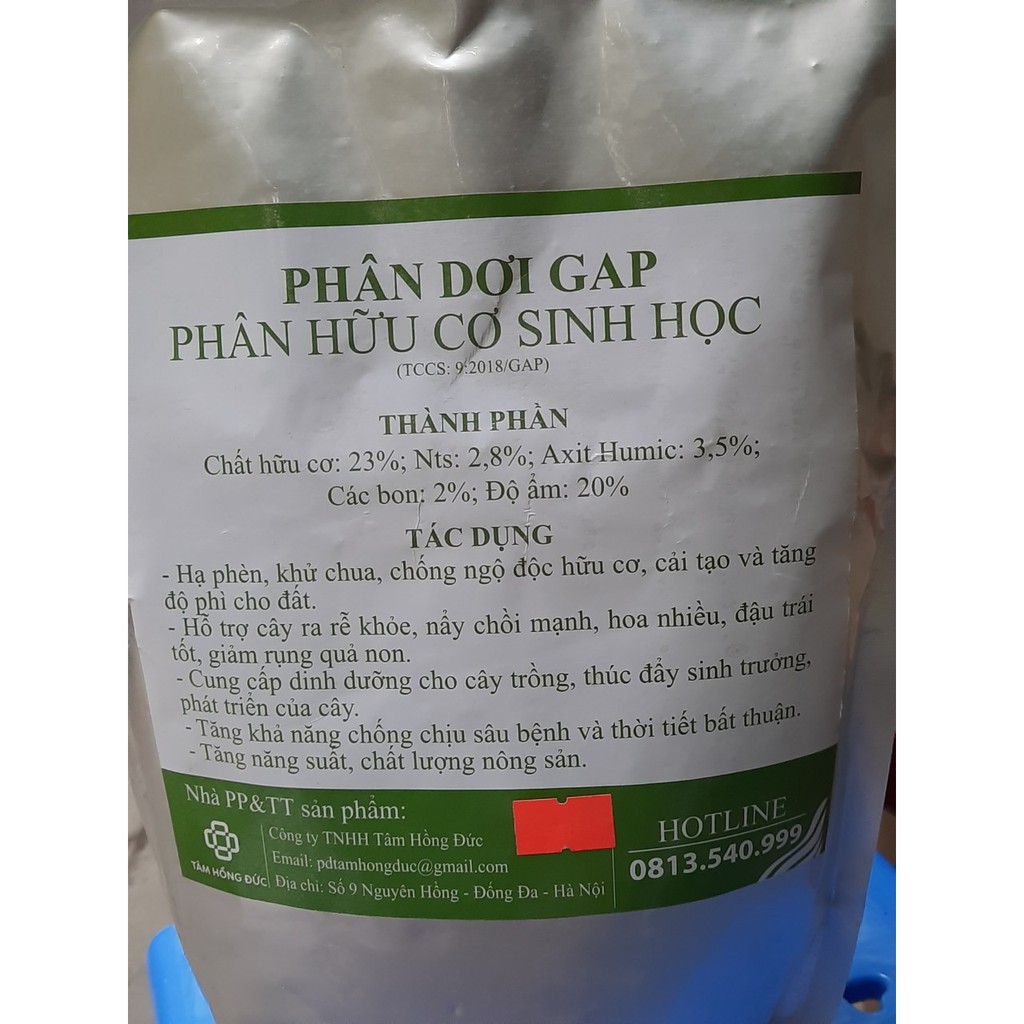 PHÂN DƠI GAP
PHÂN HỮU CƠ SINH HỌC
(TCCS: 9:2018/GAP)
THÀNH PHẦN
Chất hữu cơ: 23%; Nts: 2,8%; Axit Humic: 3,5%;
Các bon: 2%; Độ ẩm: 20%
TÁC DỤNG
- Hạ phèn, khử chua, chống ngộ độc hữu cơ, cải tạo và tăng
độ phì cho đất.
- Hỗ trợ cây ra rễ khỏe, nẩy chồi mạnh, hoa nhiều, đậu trái
tốt, giảm rụng quả non.
- Cung cấp dinh dưỡng cho cây trồng, thúc đẩy sinh trưởng,
phát triển của cây.
- Tăng khả năng chống chịu sâu bệnh và thời tiết bất thuận.
- Tăng năng suất, chất lượng nông sản.
Nhà PP&TT sản phẩm:
TÂM HỒNG ĐỨC
Công ty TNHH Tâm Hồng Đức
Email: pdtamhongduc@gmail.com
Địa chỉ: Số 9 Nguyên Hồng - Đống Đa - Hà Nội
HOTLINE
0813.540.999